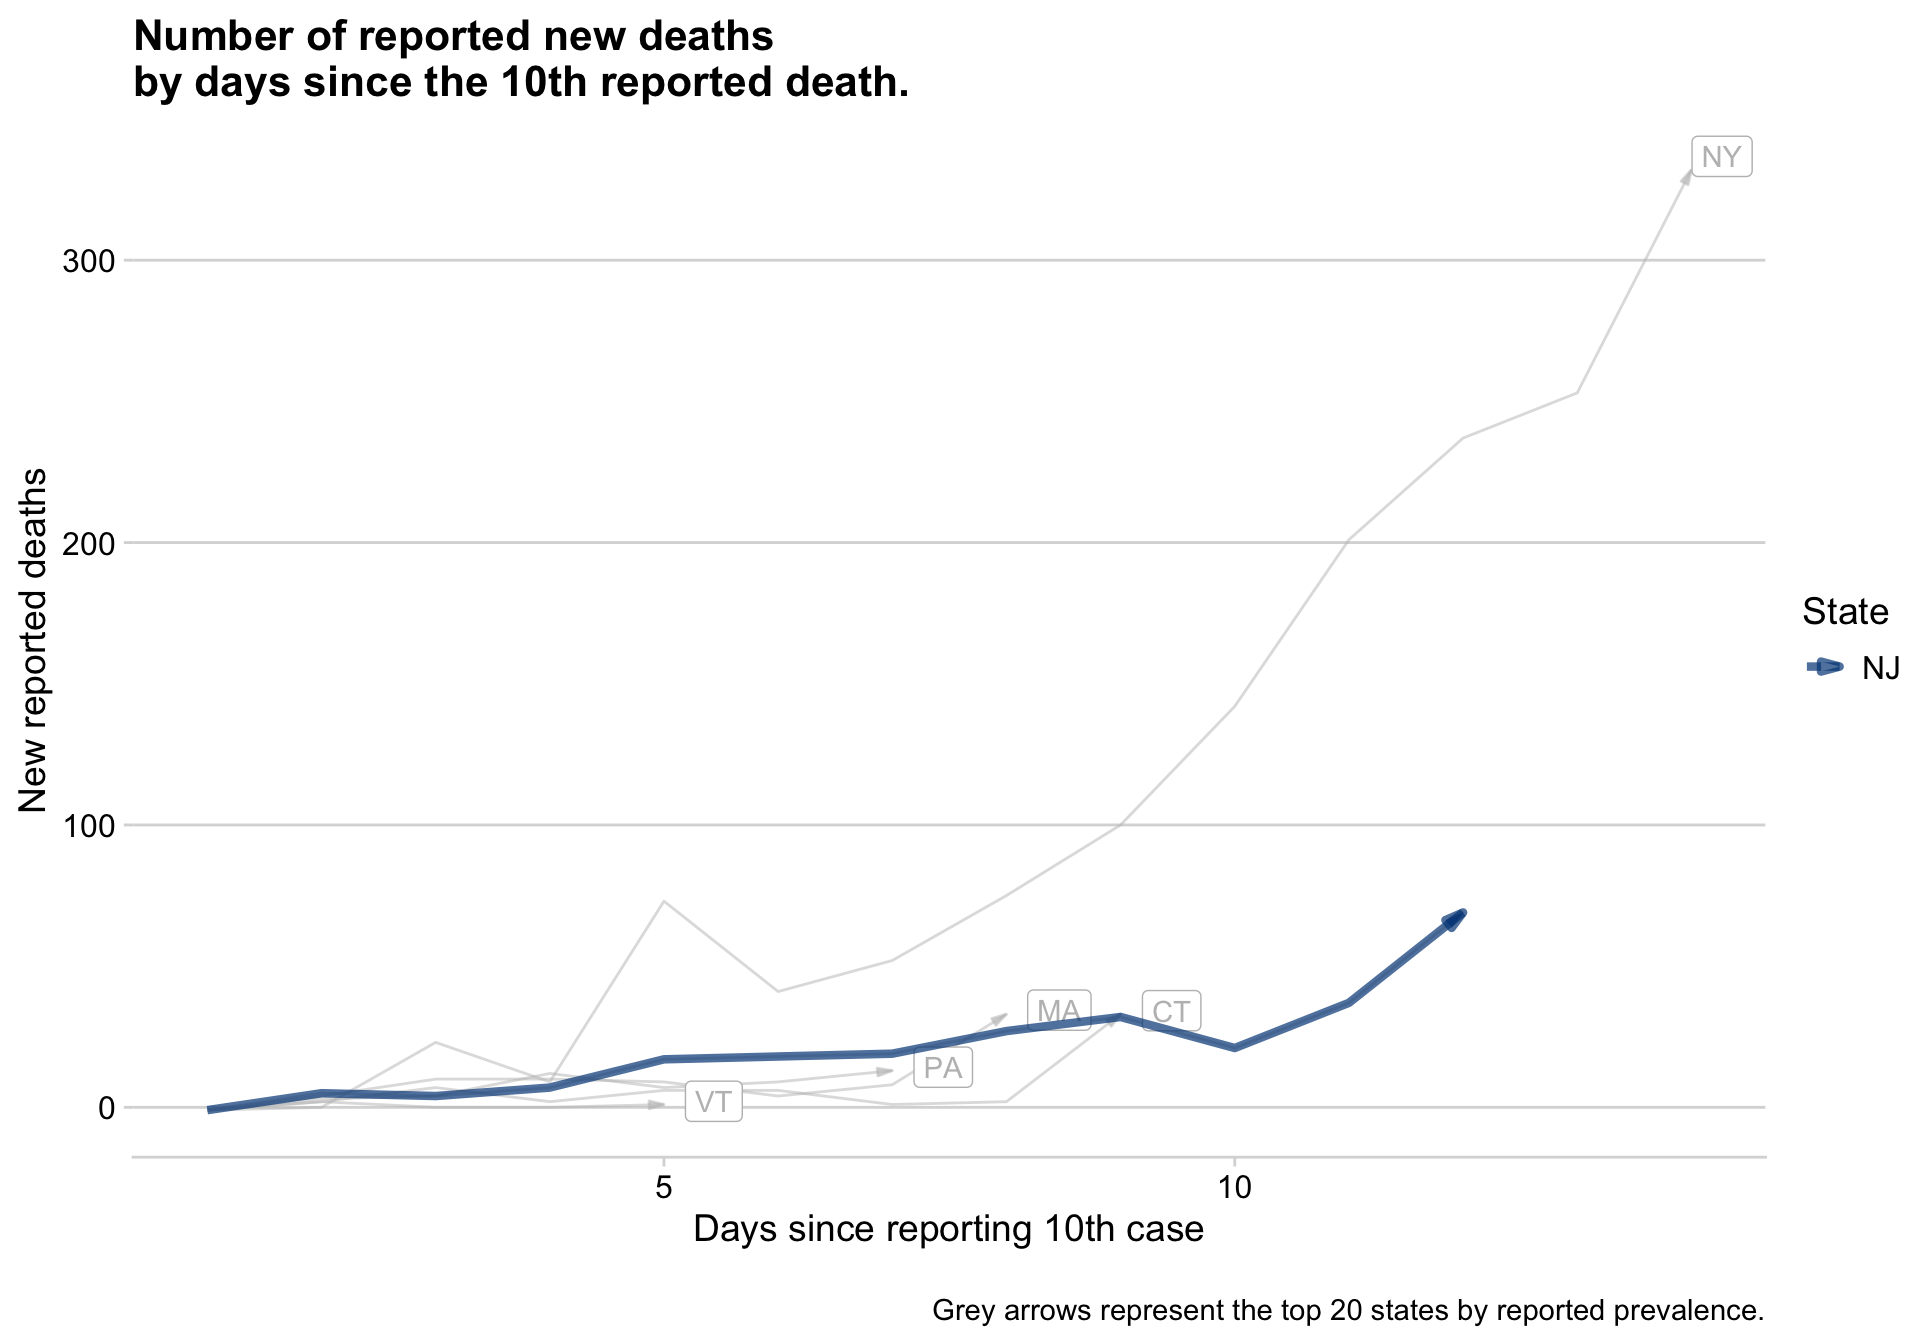 Number of reported new deaths
by days since the 10th reported death.
NY
300
200
100
0
New reported deaths
MA
CT
PA
VT
State
NJ
5
10
Days since reporting 10th case
Grey arrows represent the top 20 states by reported prevalence.